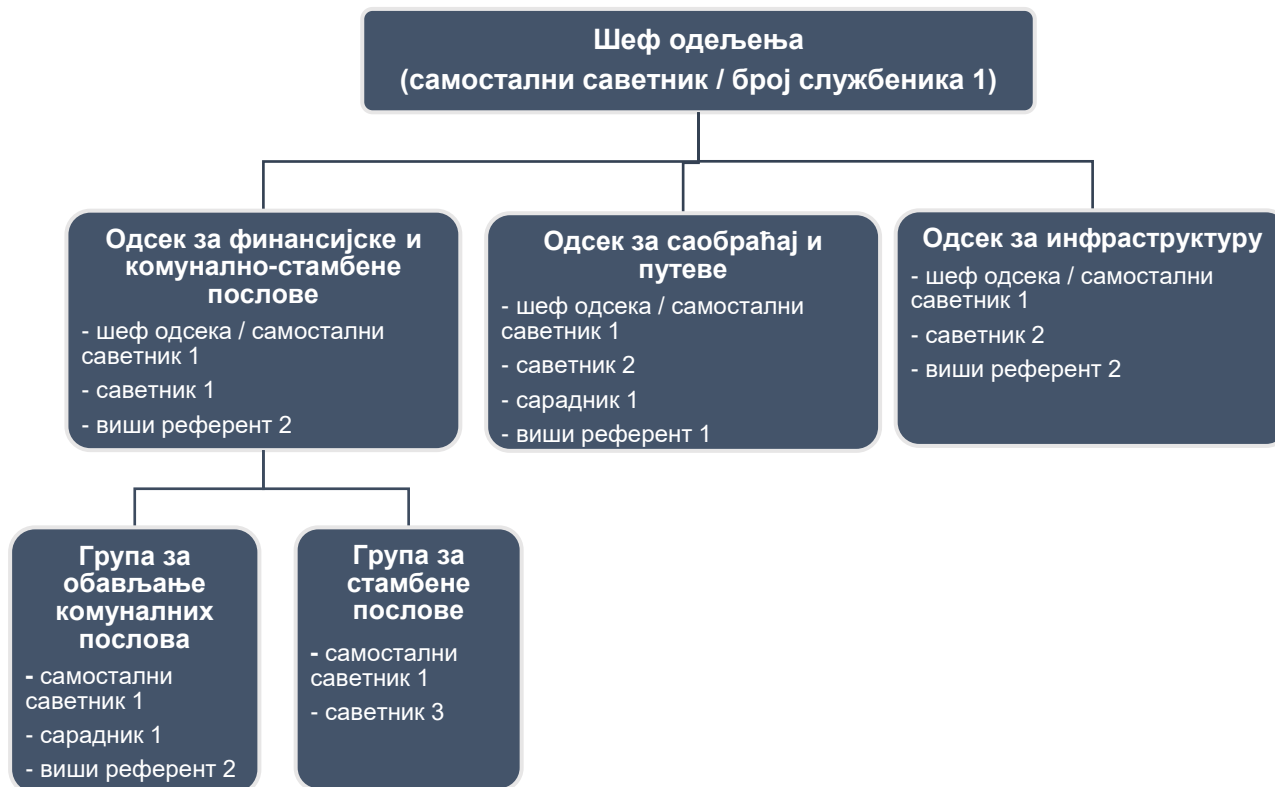 Шеф одељења
(самостални саветник / број службеника 1)
Одсек за финансијске и
комунално-стамбене
послове
- шеф одсека / самостални
саветник 1
- саветник 1
- виши референт 2
Одсек за саобраћај и
путеве
- шеф одсека / самостални
саветник 1
- саветник 2
- сарадник 1
- виши референт 1
Одсек за инфраструктуру
- шеф одсека / самостални
саветник 1
- саветник 2
- виши референт 2
Група за
обављање
комуналних
послова
- самостални
саветник 1
- сарадник 1
- виши референт 2
Група за
стамбене
послове
- самостални
саветник 1
- саветник 3